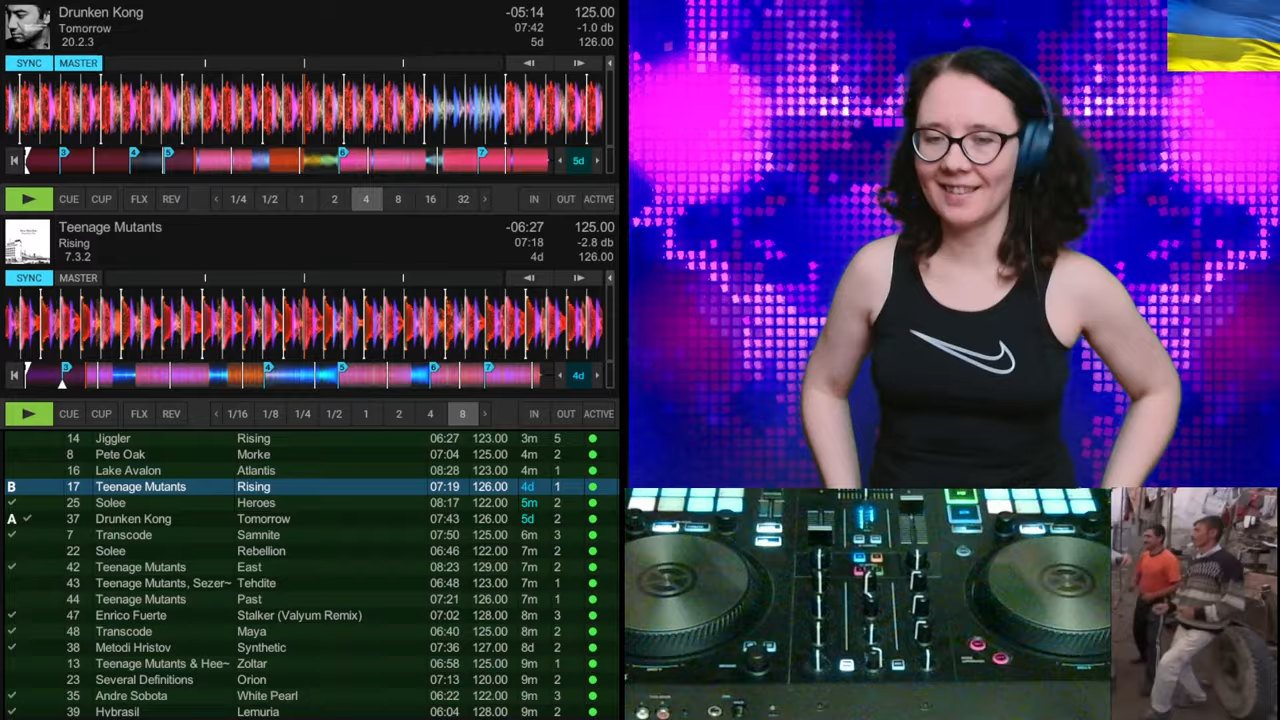 Drunken Kong -05:14 125.00
Tomorrow 07:42 -1.0 db
20.2.3 5d 126.00
SYNC MASTER
3 4 5 6 7 5d
CUE CUP FLX REV 1/4 1/2 1 2 4 8 16 32 IN OUT ACTIVE
Teenage Mutants -06:27 125.00
Rising 07:18 -2.8 db
7.3.2 4d 126.00
SYNC MASTER
3 4 5 6 7 4d
CUE CUP FLX REV 1/16 1/8 1/4 1/2 1 2 4 8 IN OUT ACTIVE
14 Jiggler Rising 06:27 123.00 3m 5
8 Pete Oak Morke 07:04 125.00 4m 2
16 Lake Avalon Atlantis 08:28 123.00 4m 1
B 17 Teenage Mutants Rising 07:19 126.00 4d 1
25 Solee Heroes 08:17 122.00 5m 2
A 37 Drunken Kong Tomorrow 07:43 126.00 5d 2
7 Transcode Samnite 07:50 125.00 6m 3
22 Solee Rebellion 06:46 122.00 7m 2
42 Teenage Mutants East 08:23 129.00 7m 2
43 Teenage Mutants, Sezer~ Tehdite 06:48 123.00 7m 1
44 Teenage Mutants Past 07:21 126.00 7m 1
47 Enrico Fuerte Stalker (Valyum Remix) 07:02 128.00 8m 3
48 Transcode Maya 06:40 125.00 8m 2
38 Metodi Hristov Synthetic 07:36 127.00 8d 2
13 Teenage Mutants & Hee~ Zoltar 06:58 125.00 9m 1
23 Several Definitions Orion 07:13 120.00 9m 2
35 Andre Sobota White Pearl 06:22 122.00 9m 3
39 Hybrasil Lemuria 06:04 128.00 9m 2